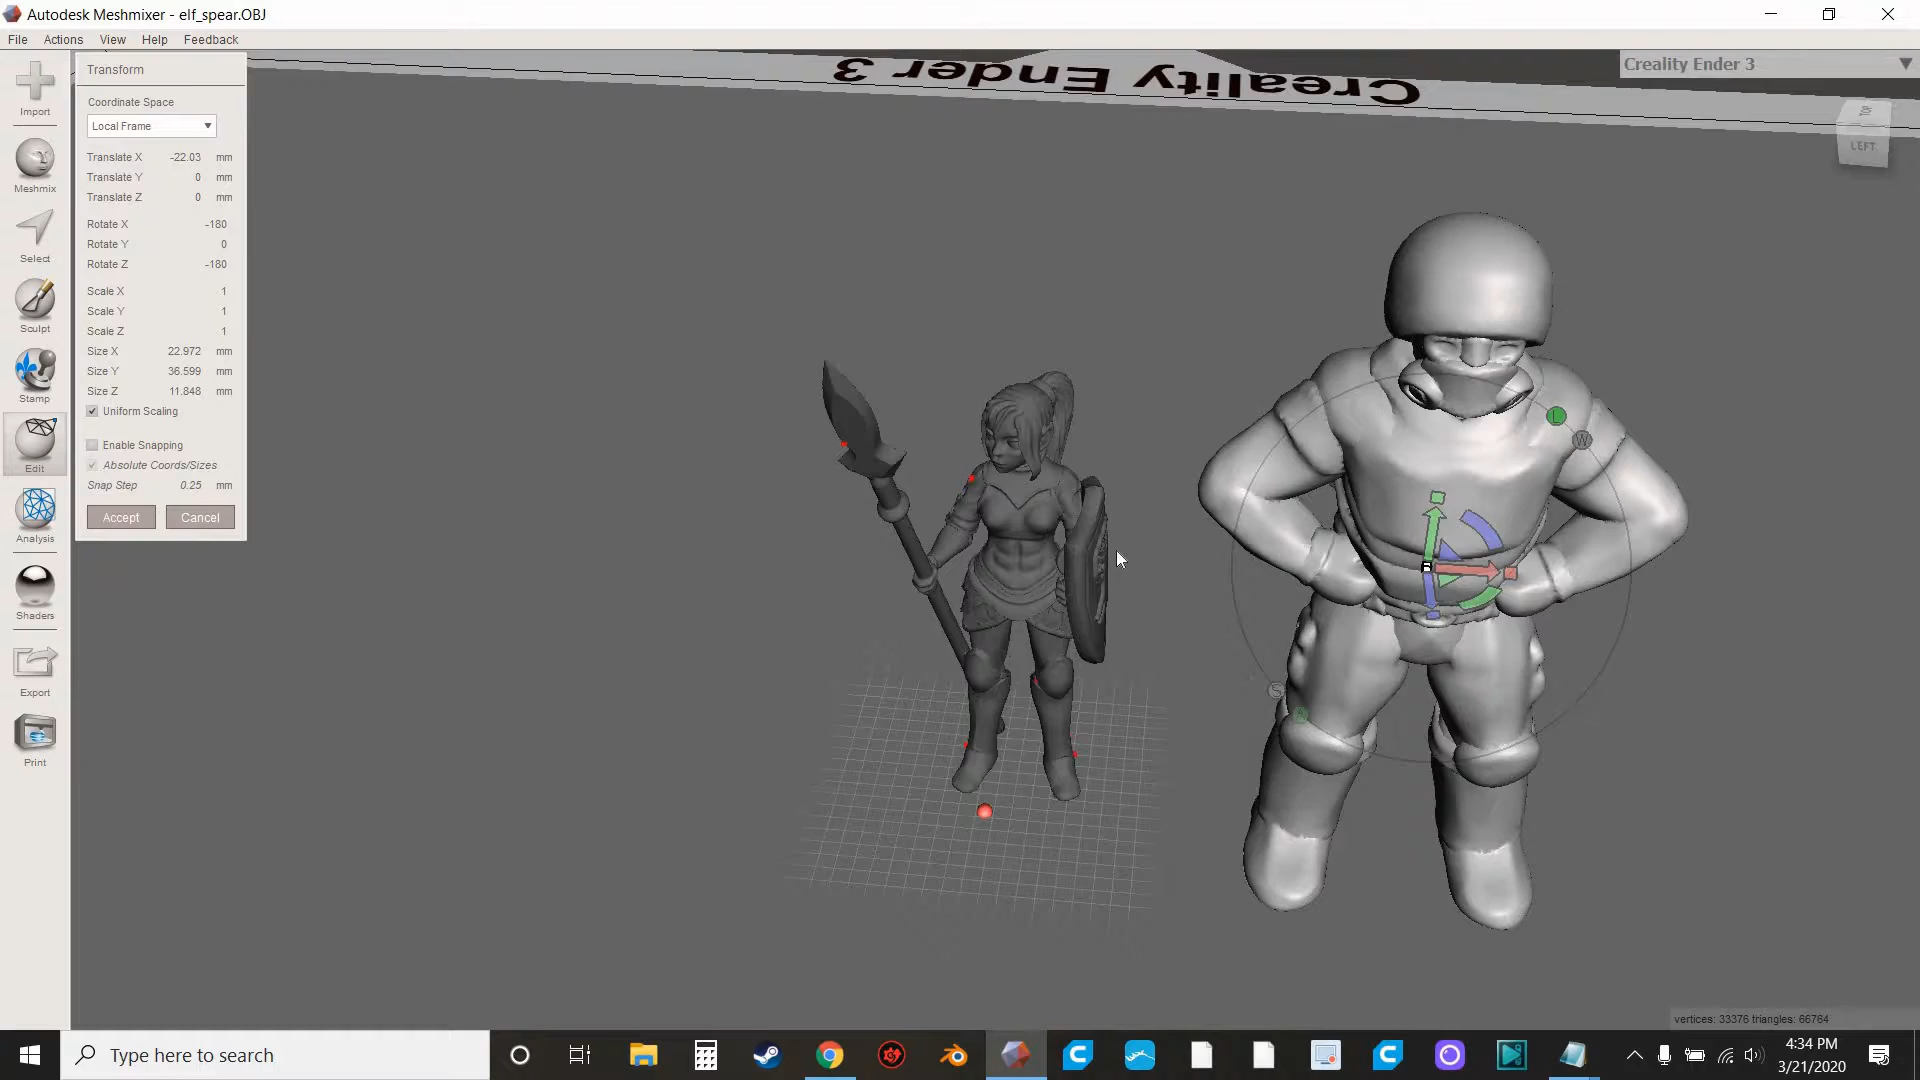 Autodesk Meshmixer - elf_spear.OBJ
File Actions View Help Feedback
Import
Meshmix
Select
Sculpt
Stamp
Edit
Analysis
Shaders
Export
Print
Transform
Coordinate Space
Local Frame
Translate X -22.03 mm
Translate Y 0 mm
Translate Z 0 mm
Rotate X -180
Rotate Y 0
Rotate Z -180
Scale X 1
Scale Y 1
Scale Z 1
Size X 22.972 mm
Size Y 36.599 mm
Size Z 11.848 mm
Uniform Scaling
Enable Snapping
Absolute Coords/Sizes
Snap Step 0.25 mm
Accept Cancel
Creality Ender 3
Creality Ender 3
TOP
LEFT
L
W
S
vertices: 33376 triangles: 66764
Type here to search
4:34 PM
3/21/2020